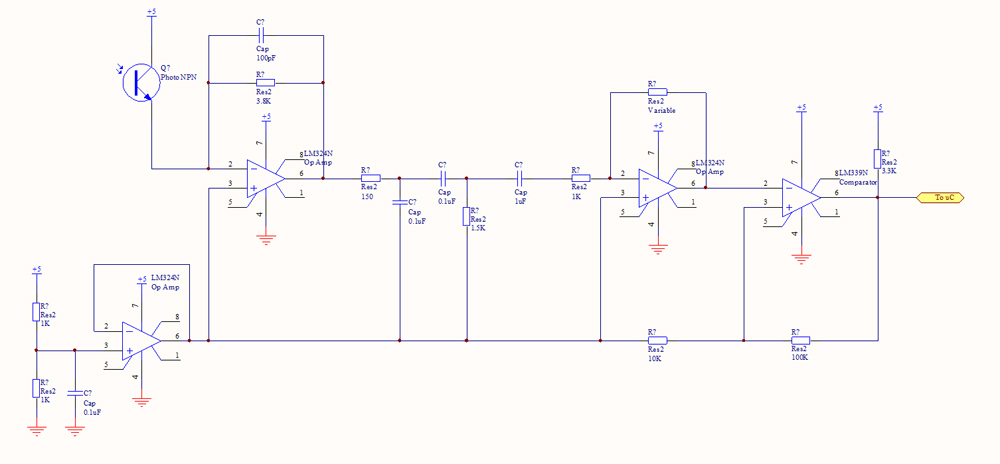 +5
Q?
Photo NPN
C?
Cap
100pF
R?
Res2
3.8K
+5
LM324N
Op Amp
2
3
5
7
8
6
1
4
R?
Res2
150
C?
Cap
0.1uF
C?
Cap
0.1uF
R?
Res2
1.5K
C?
Cap
1uF
R?
Res2
1K
R?
Res2
Variable
+5
LM324N
Op Amp
2
3
5
7
8
6
1
4
+5
LM339N
Comparator
2
3
5
7
8
6
1
4
+5
R?
Res2
3.3K
To uC
+5
R?
Res2
1K
R?
Res2
1K
C?
Cap
0.1uF
+5
LM324N
Op Amp
2
3
5
7
8
6
1
4
R?
Res2
10K
R?
Res2
100K